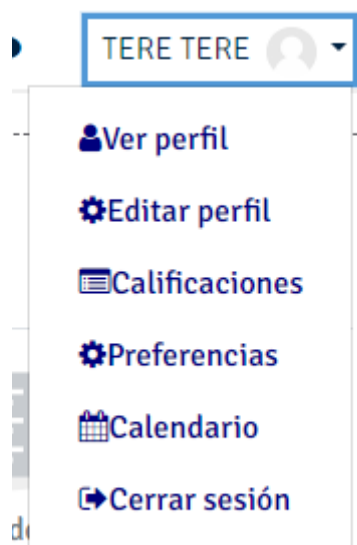 TERE TERE
Ver perfil
Editar perfil
Calificaciones
Preferencias
Calendario
Cerrar sesión